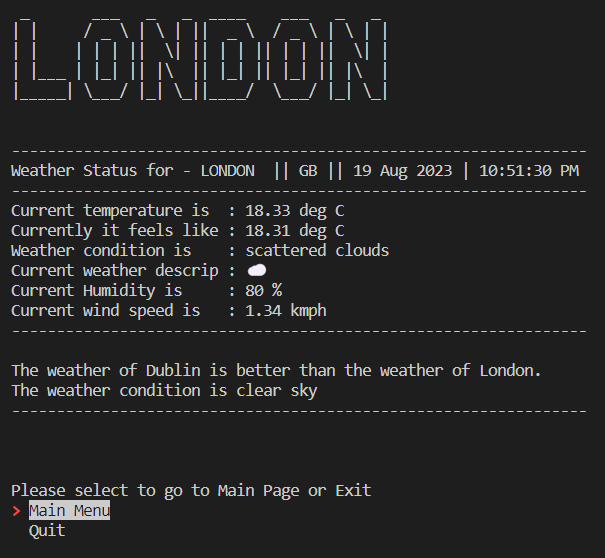 LONDON
----------------------------------------------------------------
Weather Status for - LONDON  || GB || 19 Aug 2023 | 10:51:30 PM
----------------------------------------------------------------
Current temperature is  : 18.33 deg C
Currently it feels like : 18.31 deg C
Weather condition is    : scattered clouds
Current weather descrip : ☁️
Current Humidity is     : 80 %
Current wind speed is   : 1.34 kmph
----------------------------------------------------------------
The weather of Dublin is better than the weather of London.
The weather condition is clear sky
----------------------------------------------------------------
Please select to go to Main Page or Exit
> Main Menu
  Quit